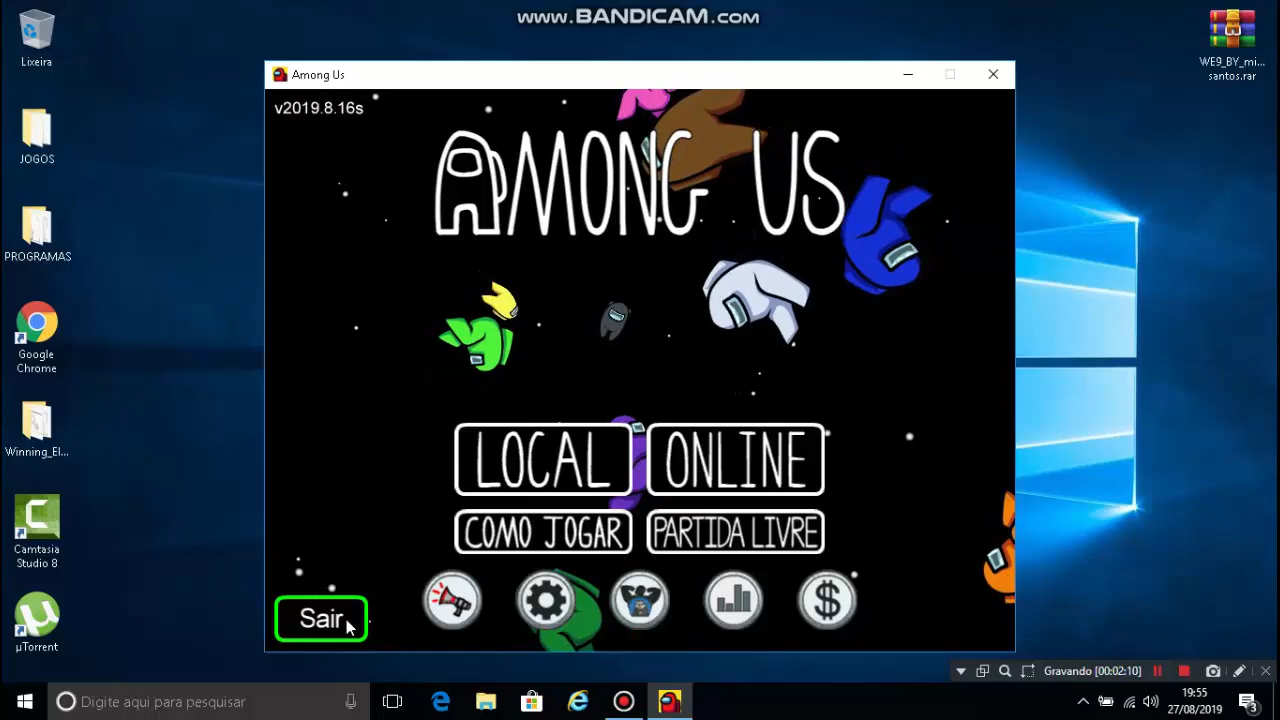 www.BANDICAM.com
Lixeira
WE9_BY_mi...
santos.rar
Among Us
v2019.8.16s
AMONG US
JOGOS
PROGRAMAS
Google
Chrome
Winning_El...
Camtasia
Studio 8
µTorrent
LOCAL
ONLINE
COMO JOGAR
PARTIDA LIVRE
$
Sair
Gravando [00:02:10]
Digite aqui para pesquisar
19:55
27/08/2019
3